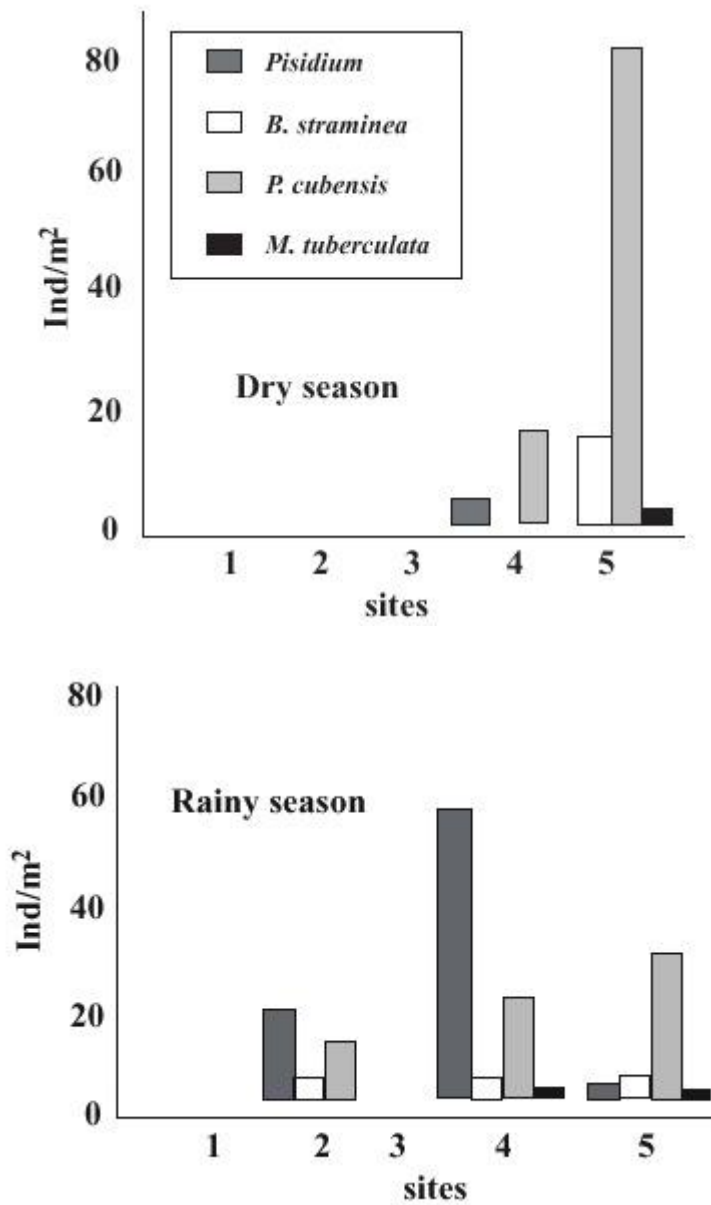 80
60
40
20
0
Ind/m²
Pisidium
B. straminea
P. cubensis
M. tuberculata
Dry season
1 2 3 4 5
sites
80
60
40
20
0
Ind/m²
Rainy season
1 2 3 4 5
sites